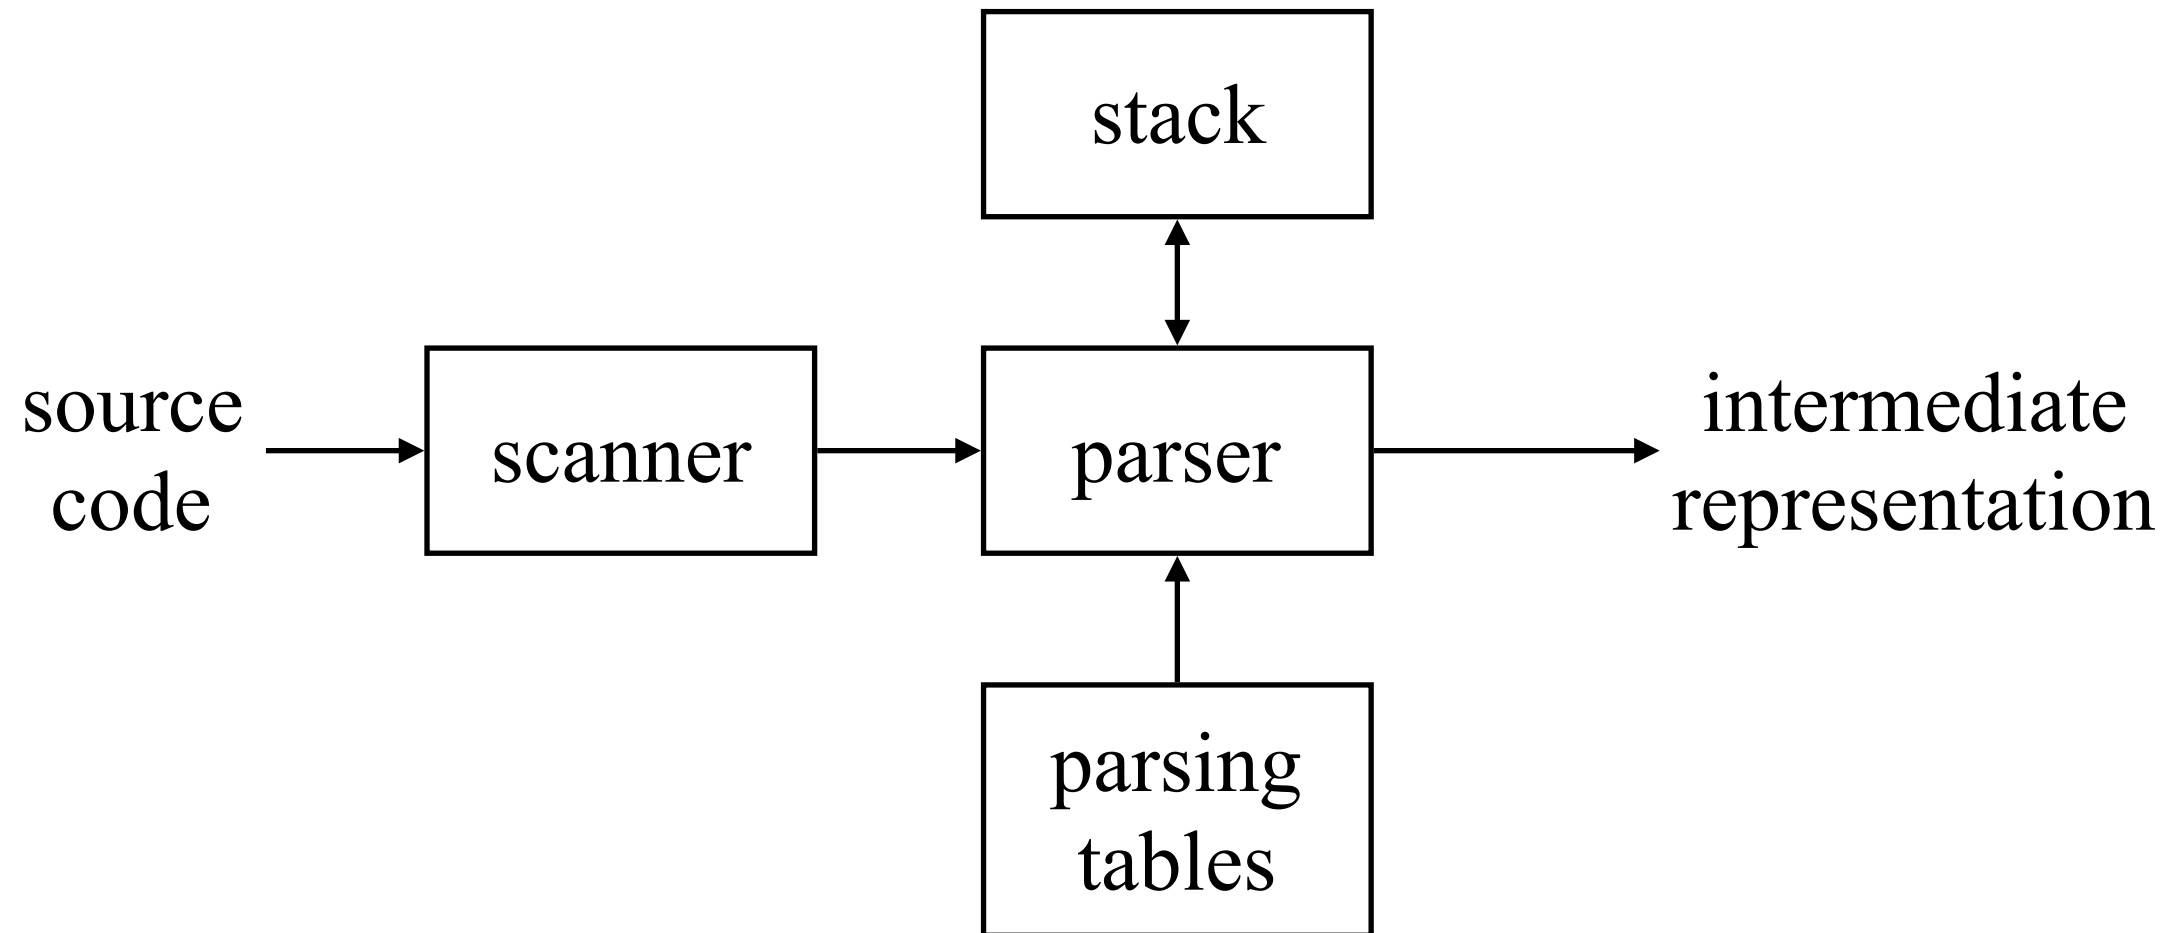 stack
source
code
scanner
parser
intermediate
representation
parsing
tables